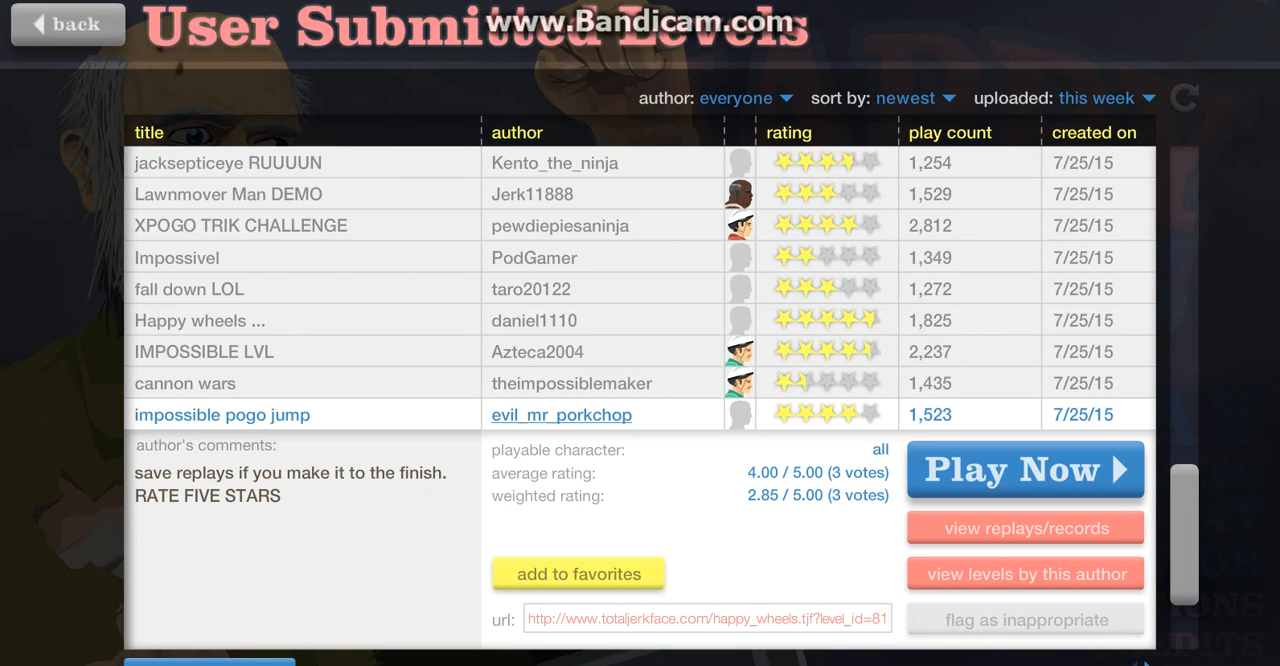 back
User Submitted Levels
www.Bandicam.com
author: everyone sort by: newest uploaded: this week
title author rating play count created on
jacksepticeye RUUUUN Kento_the_ninja 1,254 7/25/15
Lawnmover Man DEMO Jerk11888 1,529 7/25/15
XPOGO TRIK CHALLENGE pewdiepiesaninja 2,812 7/25/15
Impossivel PodGamer 1,349 7/25/15
fall down LOL taro20122 1,272 7/25/15
Happy wheels ... daniel1110 1,825 7/25/15
IMPOSSIBLE LVL Azteca2004 2,237 7/25/15
cannon wars theimpossiblemaker 1,435 7/25/15
impossible pogo jump evil_mr_porkchop 1,523 7/25/15
author's comments:
save replays if you make it to the finish.
RATE FIVE STARS
playable character: all
average rating: 4.00 / 5.00 (3 votes)
weighted rating: 2.85 / 5.00 (3 votes)
add to favorites
url: http://www.totaljerkface.com/happy_wheels.tjf?level_id=81
Play Now
view replays/records
view levels by this author
flag as inappropriate